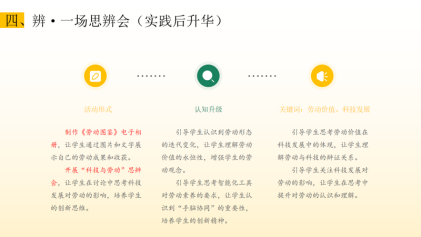 四、辨·一场思辨会（实践后升华）
活动形式
认知升级
关键词：劳动价值、科技发展
制作《劳动图鉴》电子相
册，让学生通过图片和文字展
示自己的劳动成果和收获。
开展“科技与劳动”思辨
会，让学生在讨论中思考科技
发展对劳动的影响，培养学生
的创新思维。
引导学生认识到劳动形态
的迭代变化，让学生理解劳动
价值的永恒性，增强学生的劳
动观念。
引导学生思考智能化工具
对劳动素养的要求，让学生认
识到“手脑协同”的重要性，
培养学生的创新精神。
引导学生思考劳动价值在
科技发展中的体现，让学生理
解劳动与科技的辩证关系。
引导学生关注科技发展对
劳动的影响，让学生在思考中
提升对劳动的认识和理解。